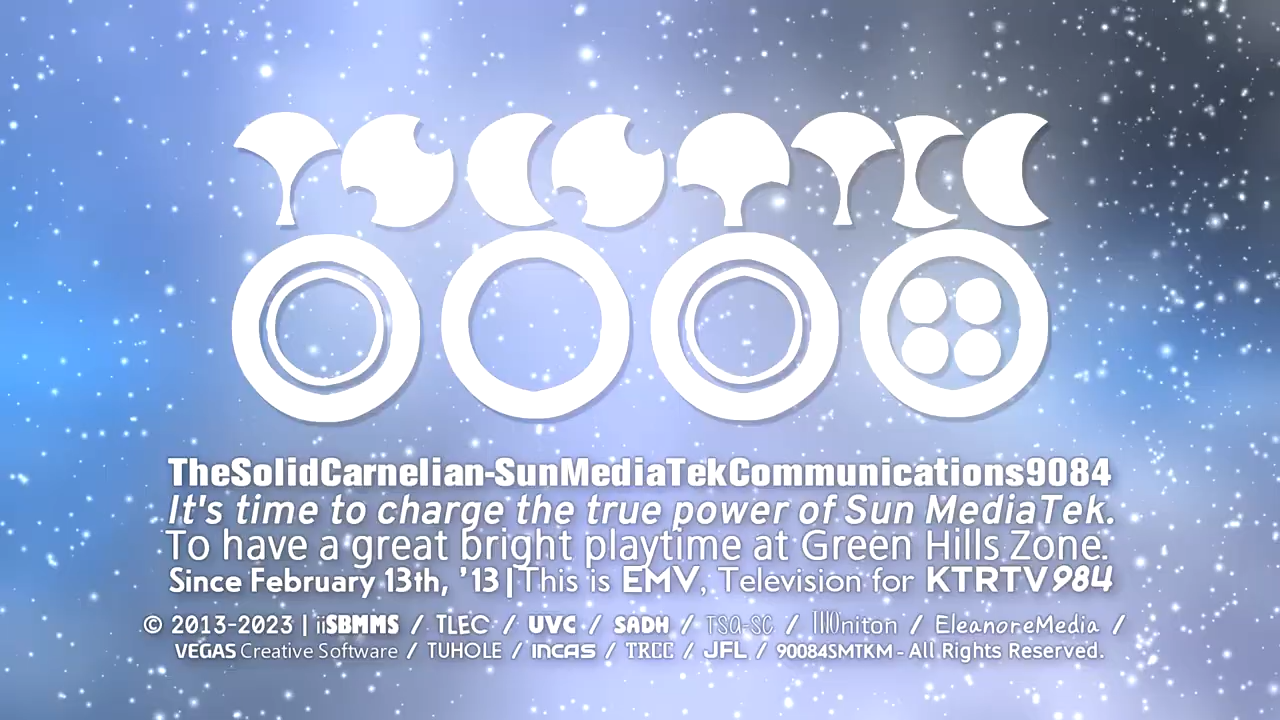 TheSolidCarnelian-SunMediaTekCommunications9084
It's time to charge the true power of Sun MediaTek.
To have a great bright playtime at Green Hills Zone.
Since February 13th, '13|This is EMV, Television for KTRTV984
© 2013-2023 | iiSBMMS / TLEC / UVC / SADH / TSA-SC / /
EleanoreMedia /
VEGAS Creative Software / TUHOLE / INCAS / TRCC / JFL / 90084SMTKM - All Rights Reserved.